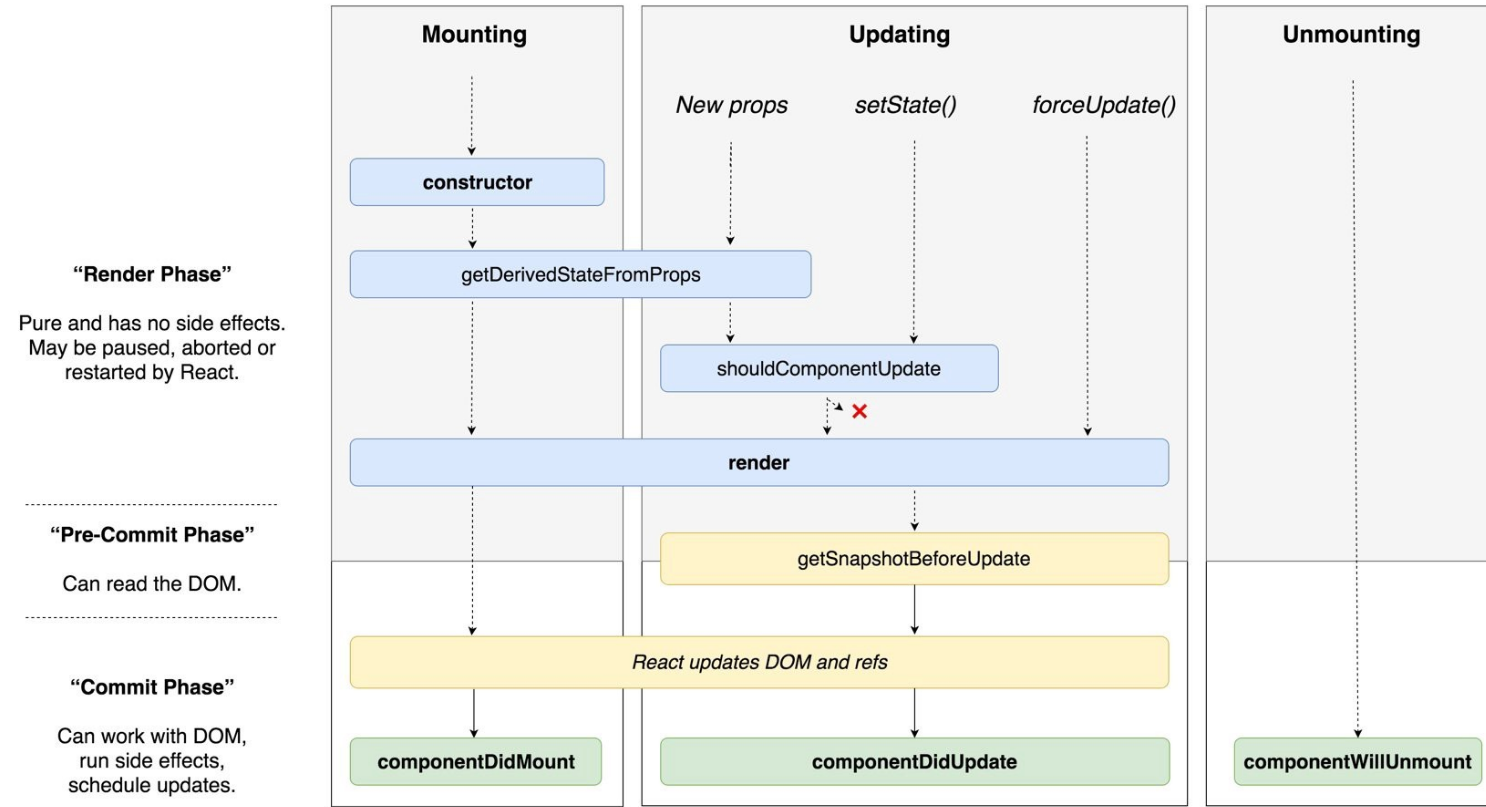 Mounting
Updating
Unmounting
New props
setState()
forceUpdate()
constructor
“Render Phase”
getDerivedStateFromProps
Pure and has no side effects.
May be paused, aborted or
restarted by React.
shouldComponentUpdate
render
“Pre-Commit Phase”
getSnapshotBeforeUpdate
Can read the DOM.
React updates DOM and refs
“Commit Phase”
Can work with DOM,
run side effects,
schedule updates.
componentDidMount
componentDidUpdate
componentWillUnmount